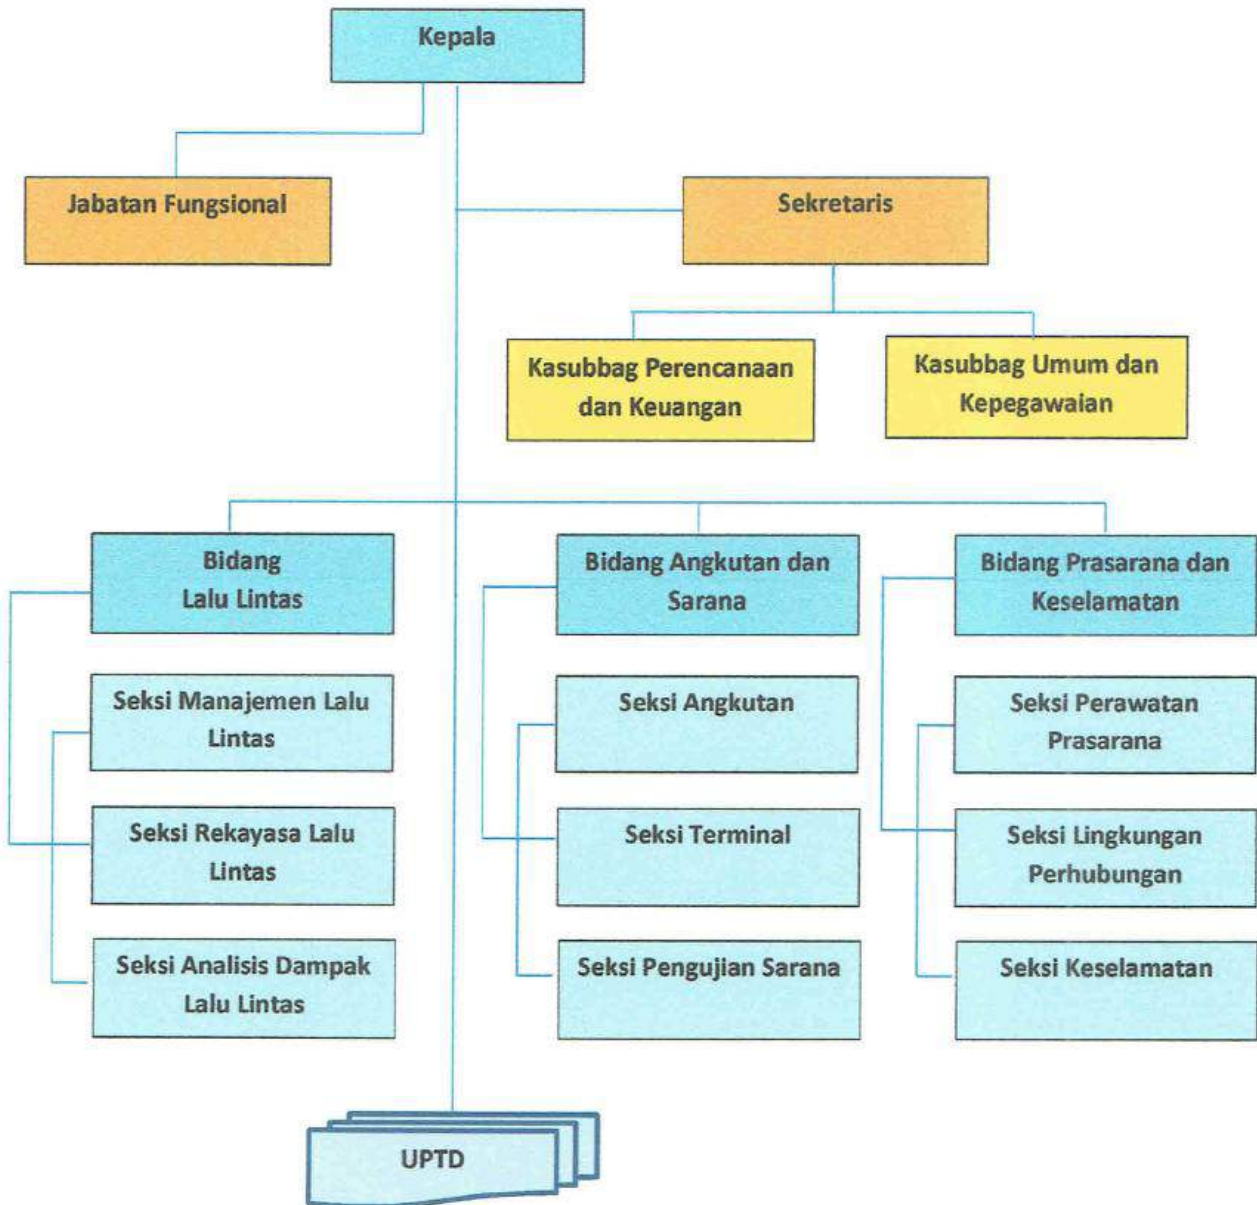 Kepala
Jabatan Fungsional
Sekretaris
Kasubbag Perencanaan
dan Keuangan
Kasubbag Umum dan
Kepegawaian
Bidang
Lalu Lintas
Bidang Angkutan dan
Sarana
Bidang Prasarana dan
Keselamatan
Seksi Manajemen Lalu
Lintas
Seksi Angkutan
Seksi Perawatan
Prasarana
Seksi Rekayasa Lalu
Lintas
Seksi Terminal
Seksi Lingkungan
Perhubungan
Seksi Analisis Dampak
Lalu Lintas
Seksi Pengujian Sarana
Seksi Keselamatan
UPTD